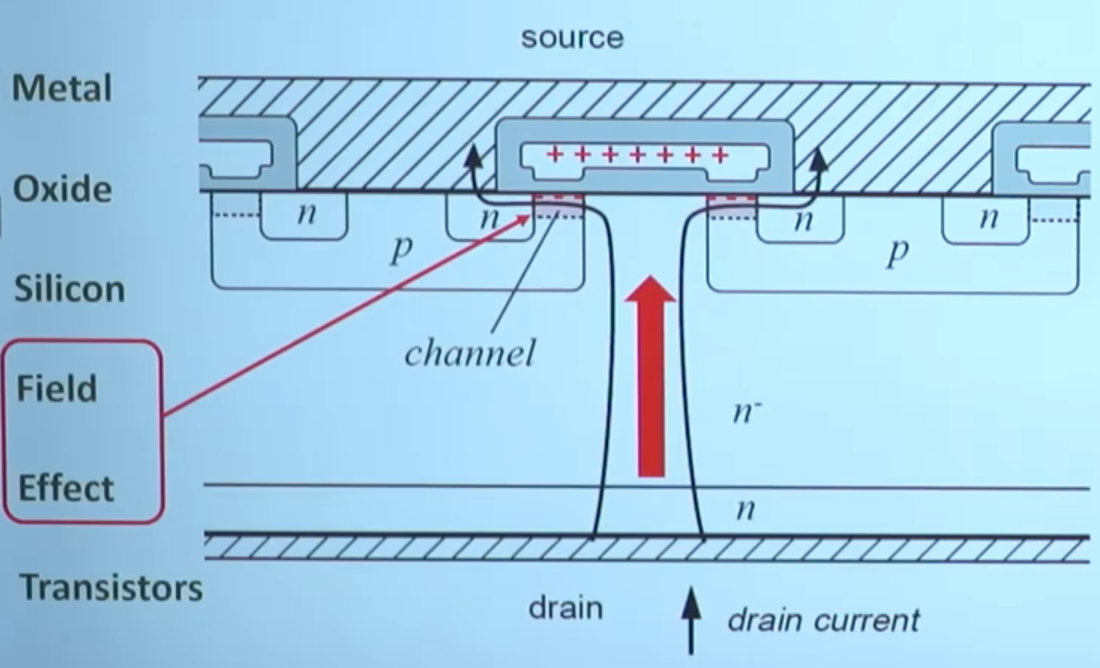 source
Metal
+ + + + + + +
Oxide
n
n
n
n
p
p
Silicon
channel
Field
n-
Effect
n
Transistors
drain
drain current